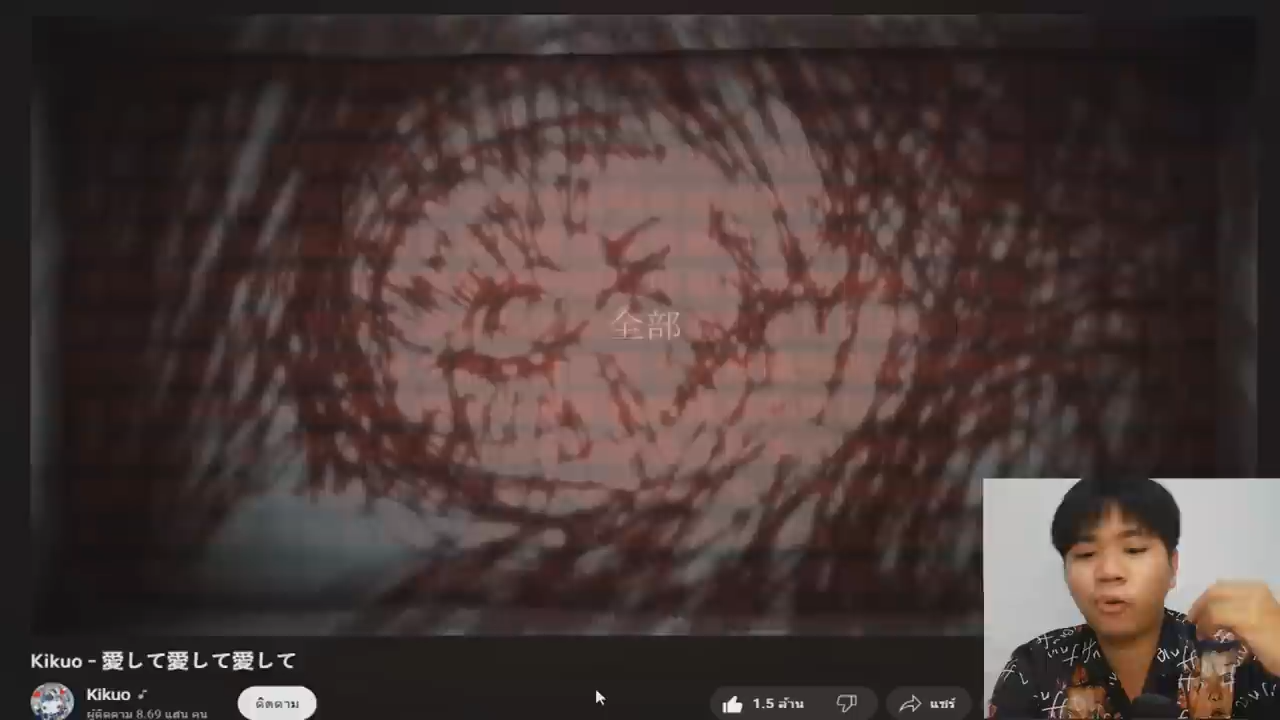 全部
Kikuo - 愛して愛して愛して
Kikuo
ติดตาม
1.5 ล้าน
แชร์
ผู้ติดตาม 8.69 แสน คน